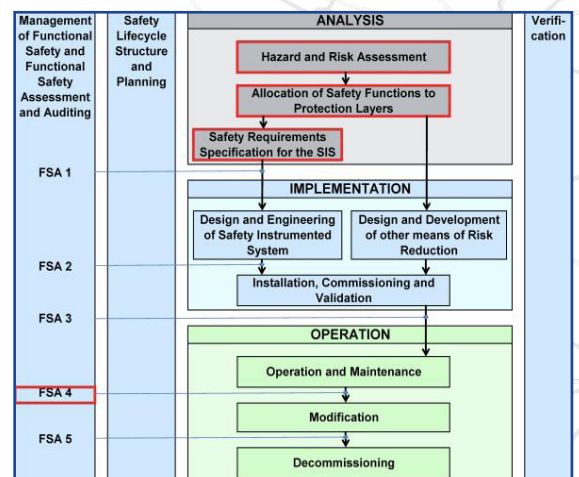 Management
of Functional
Safety and
Functional
Safety
Assessment
and Auditing
FSA 1
FSA 2
FSA 3
FSA 4
FSA 5
Safety
Lifecycle
Structure
and
Planning
ANALYSIS
Hazard and Risk Assessment
Allocation of Safety Functions to
Protection Layers
Safety Requirements
Specification for the SIS
IMPLEMENTATION
Design and Engineering
of Safety Instrumented
System
Design and Development
of other means of Risk
Reduction
Installation, Commissioning and
Validation
OPERATION
Operation and Maintenance
Modification
Decommissioning
Verifi-
cation